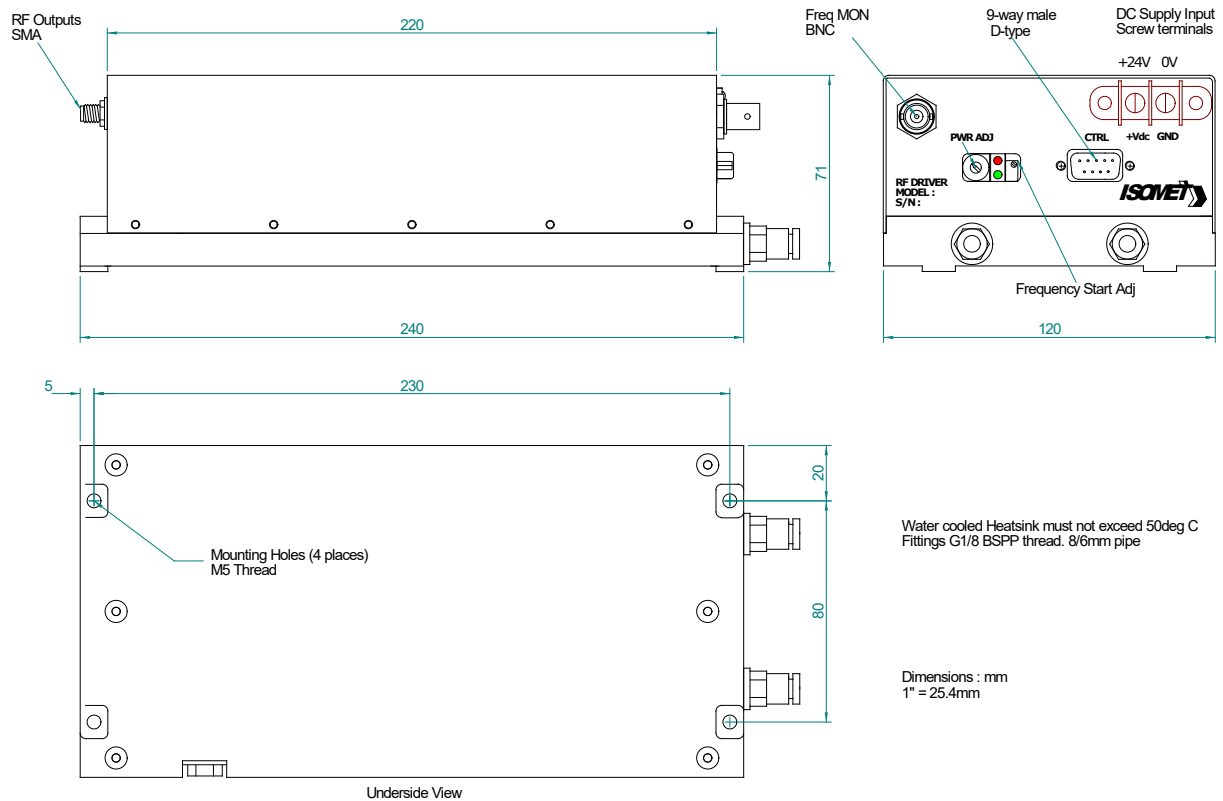 RF Outputs
SMA
220
71
240
Freq MON
BNC
9-way male
D-type
DC Supply Input
Screw terminals
+24V 0V
PWR ADJ
CTRL
+Vdc GND
RF DRIVER
MODEL :
S/N :
ISOMET
Frequency Start Adj
120
5
230
20
80
Mounting Holes (4 places)
M5 Thread
Underside View
Water cooled Heatsink must not exceed 50deg C
Fittings G1/8 BSPP thread. 8/6mm pipe
Dimensions : mm
1" = 25.4mm